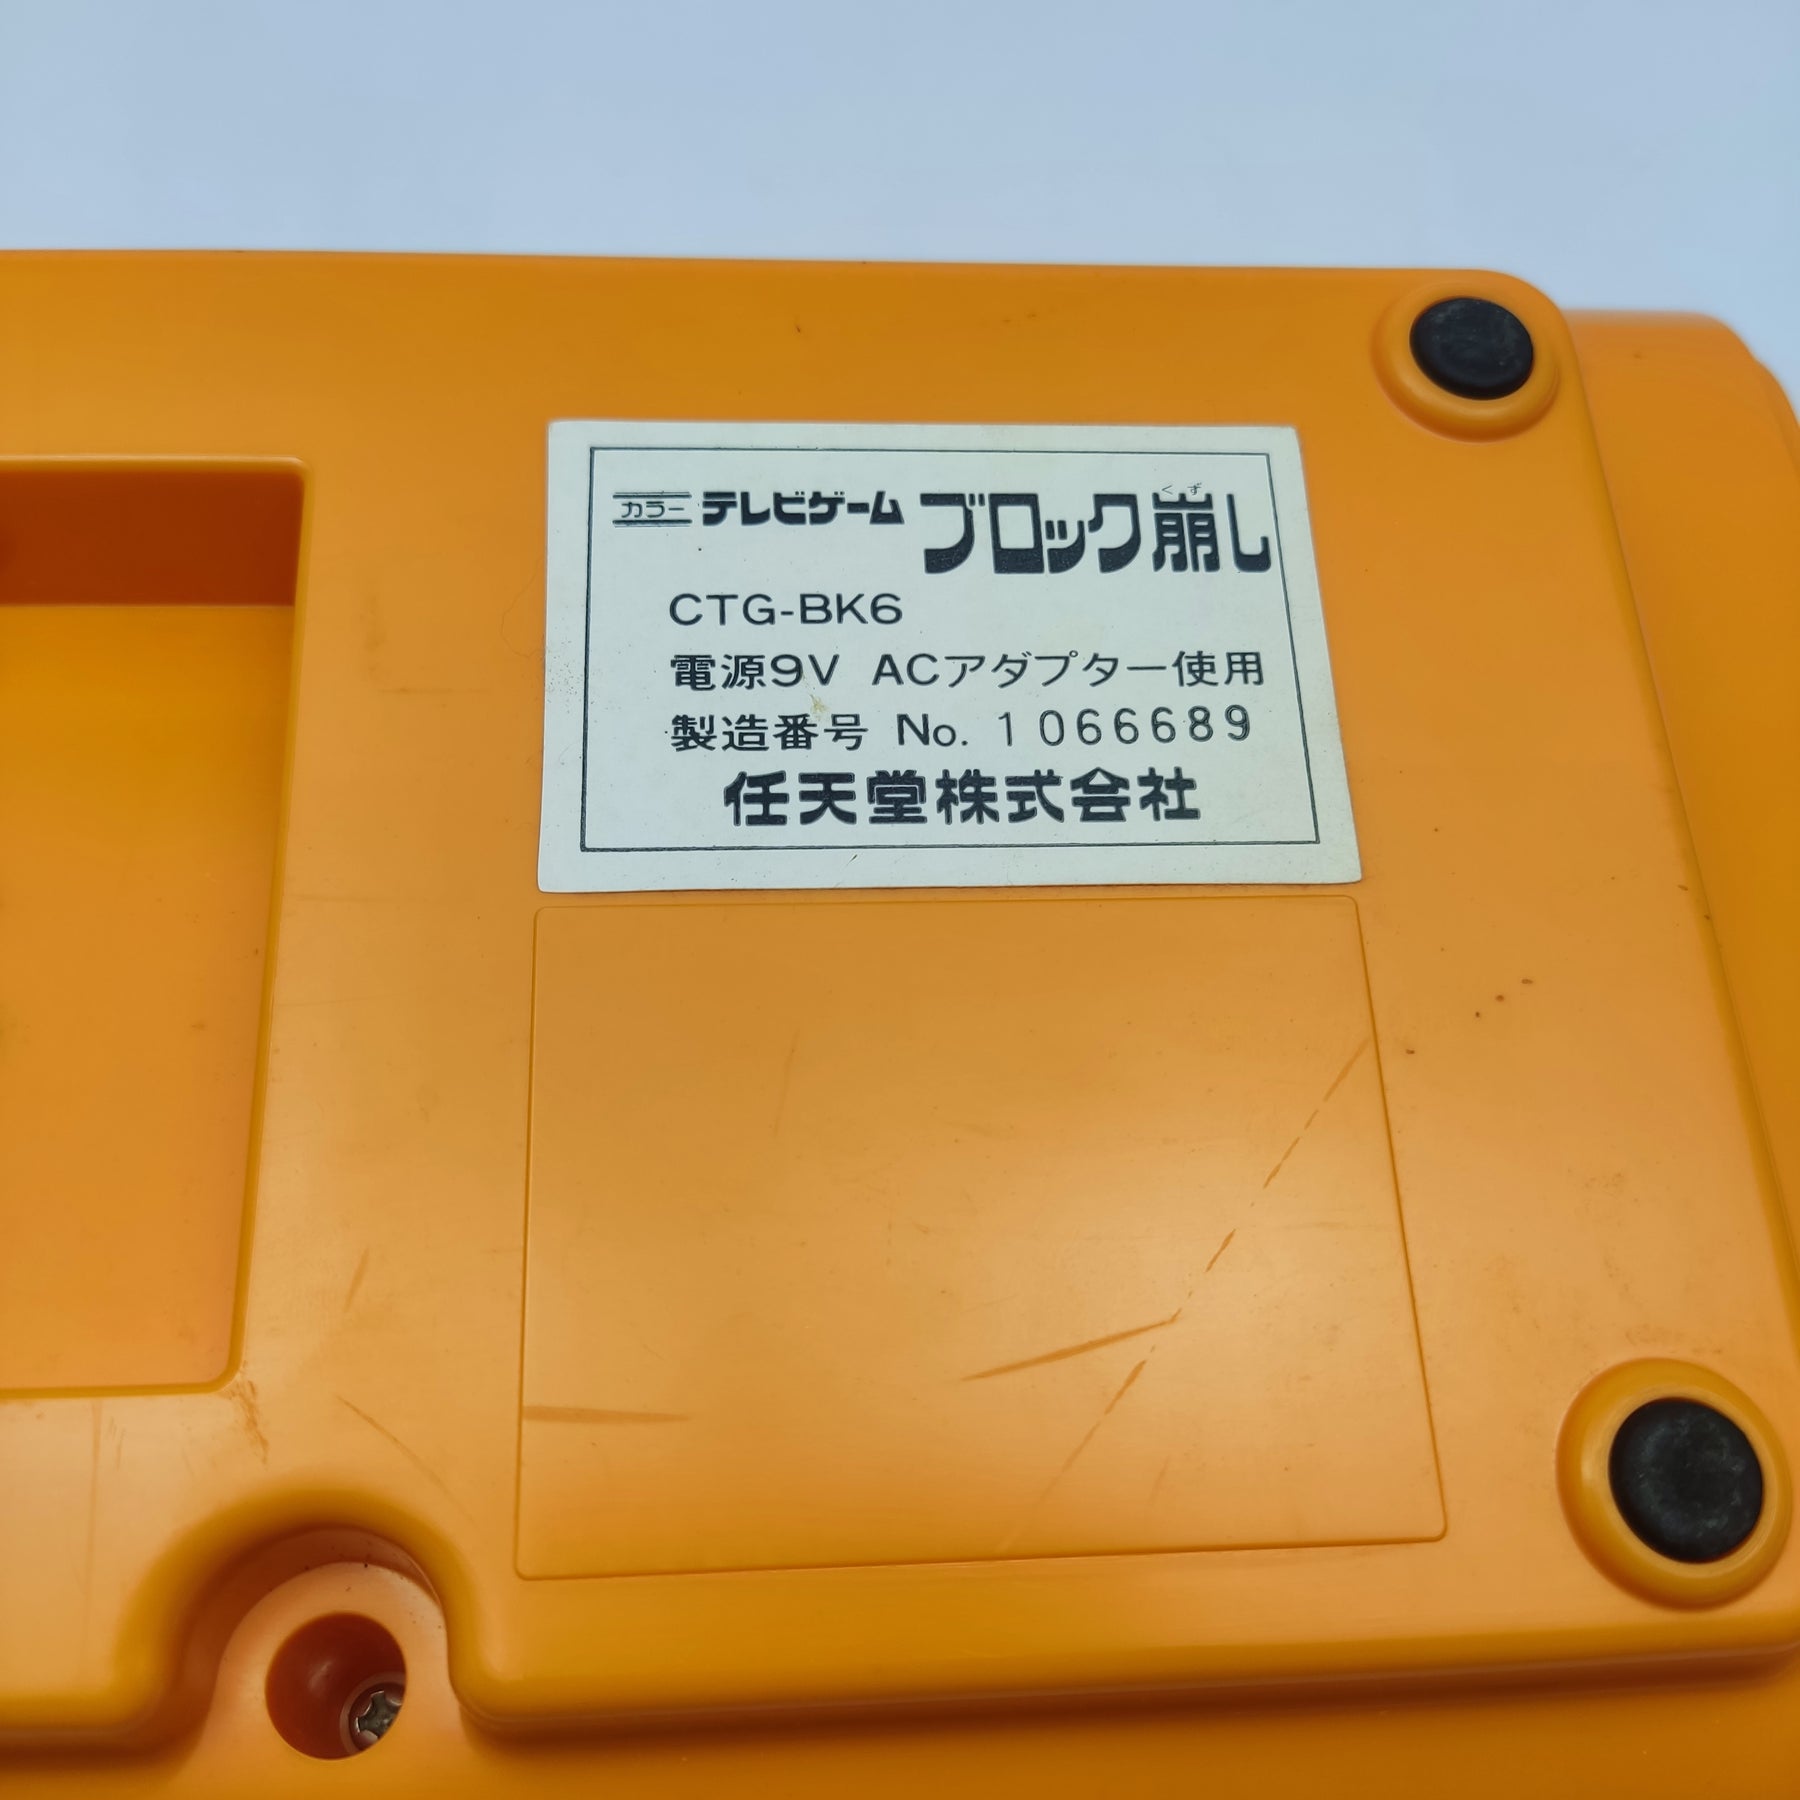 カラー テレビゲーム ブロック崩し
くず
CTG-BK6
電源9V ACアダプター使用
製造番号 No. 1066689
任天堂株式会社